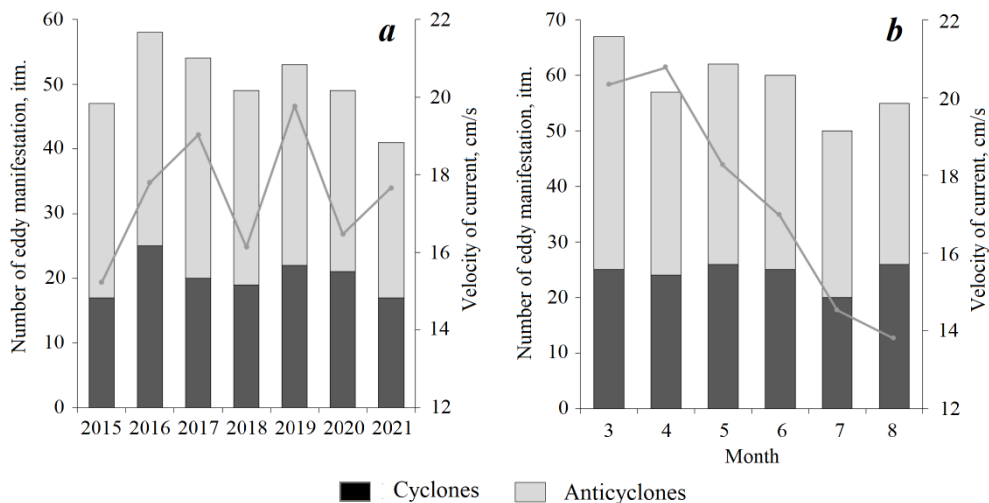 a
Number of eddy manifestation, itm.
60
50
40
30
20
10
0
22
20
18
16
14
12
Velocity of current, cm/s
2015 2016 2017 2018 2019 2020 2021
b
Number of eddy manifestation, itm.
70
60
50
40
30
20
10
0
22
20
18
16
14
12
Velocity of current, cm/s
3 4 5 6 7 8
Month
Cyclones Anticyclones